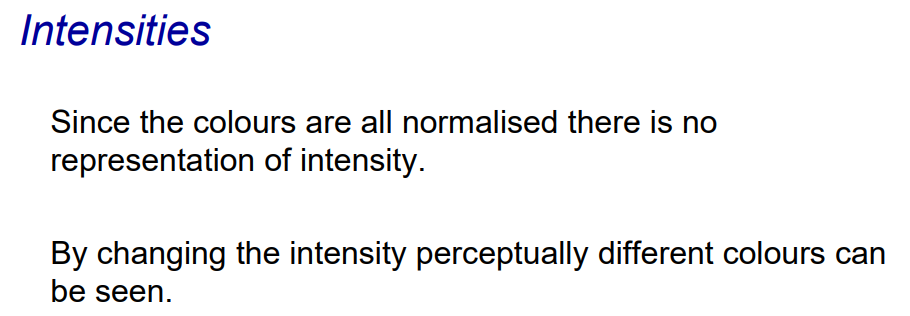 Intensities
Since the colours are all normalised there is no
representation of intensity.
By changing the intensity perceptually different colours can
be seen.